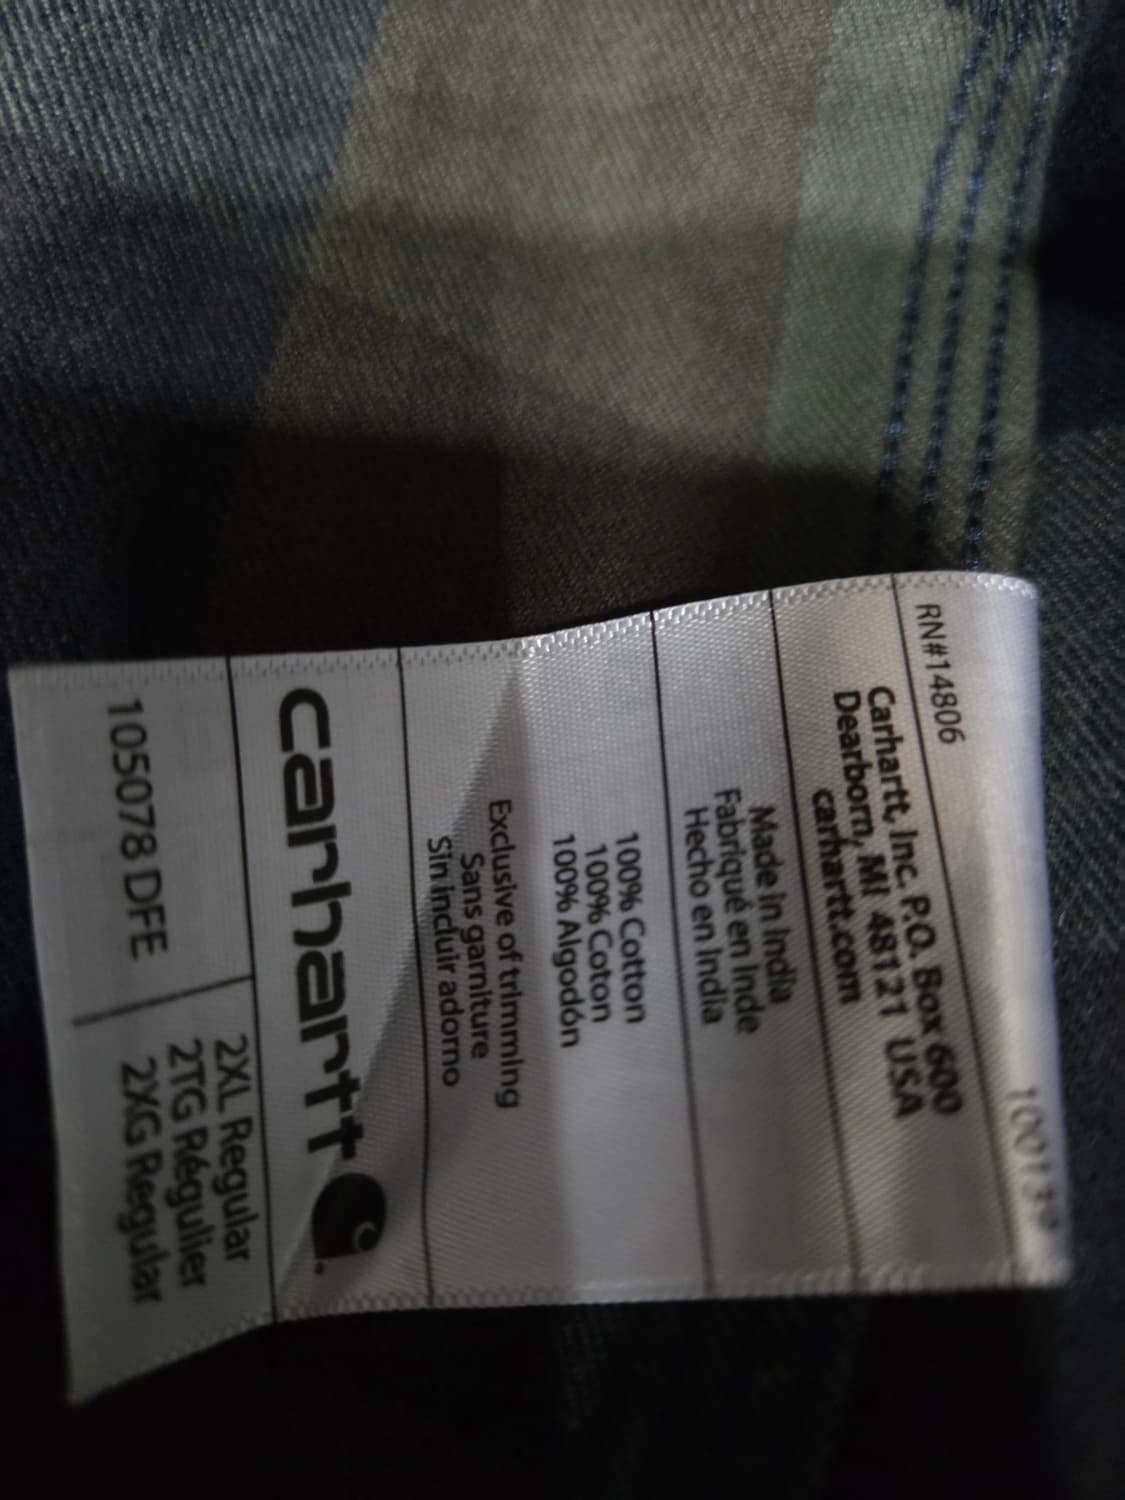 RN#14806 100139
Carhartt, Inc. P.O. Box 600
Dearborn, MI 48121 USA
carhartt.com
Made in India
Fabriqué en Inde
Hecho en India
100% Cotton
100% Coton
100% Algodón
Exclusive of trimming
Sans garniture
Sin incluir adorno
carhartt
105078 DFE
2XL Regular
2TG Régulier
2XG Regular